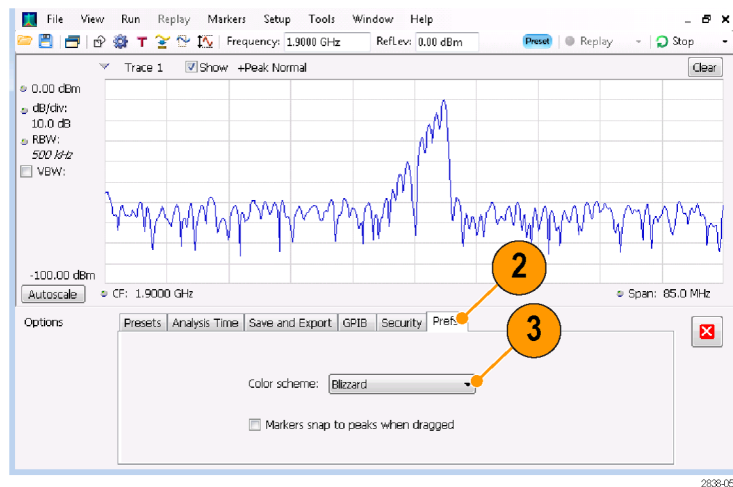 File View Run Replay Markers Setup Tools Window Help
T Frequency: 1.9000 GHz RefLev: 0.00 dBm Preset Replay Stop
Trace 1 Show +Peak Normal Clear
0.00 dBm
dB/div:
10.0 dB
RBW:
500 kHz
VBW:
-100.00 dBm
Autoscale CF: 1.9000 GHz Span: 85.0 MHz
2
Options Presets Analysis Time Save and Export GPIB Security Prefs
3
Color scheme: Blizzard
Markers snap to peaks when dragged
2838-05